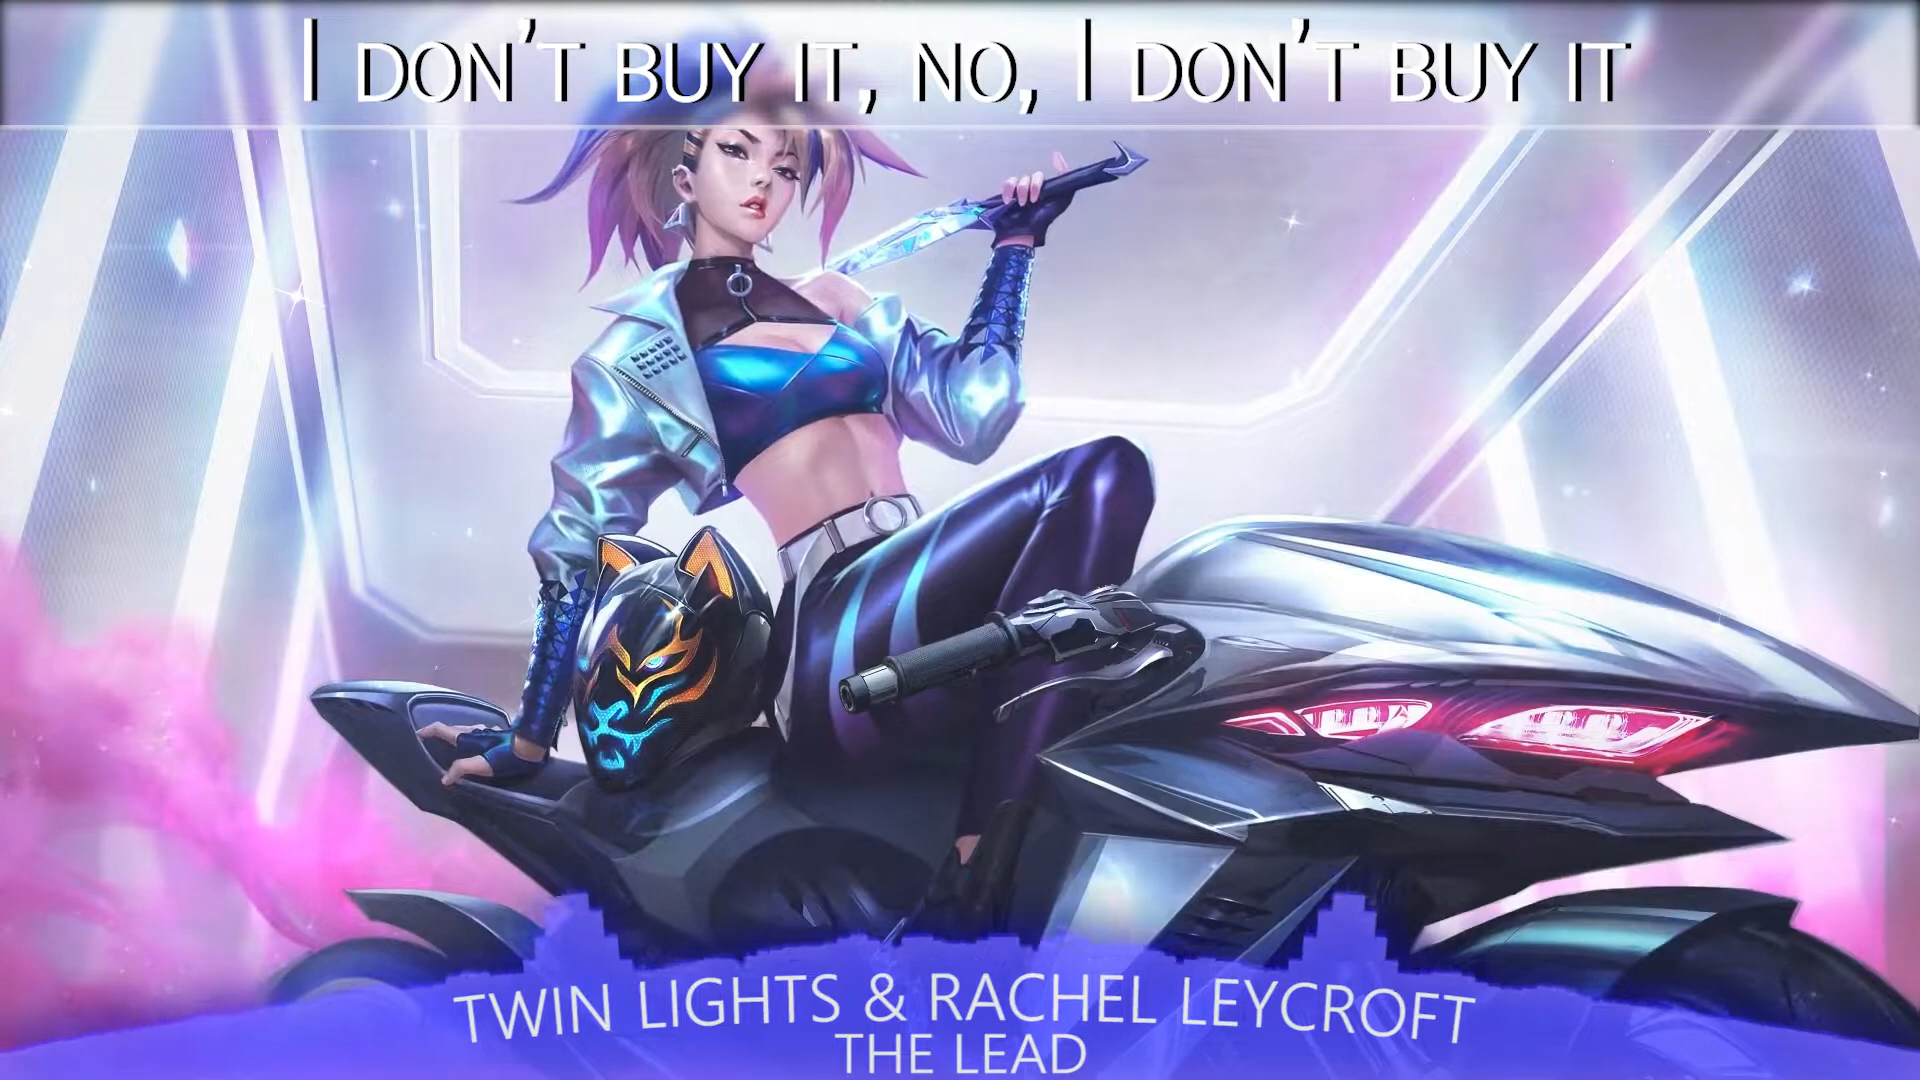 I DON'T BUY IT, NO, I DON'T BUY IT
TWIN LIGHTS & RACHEL LEYCROFT
THE LEAD